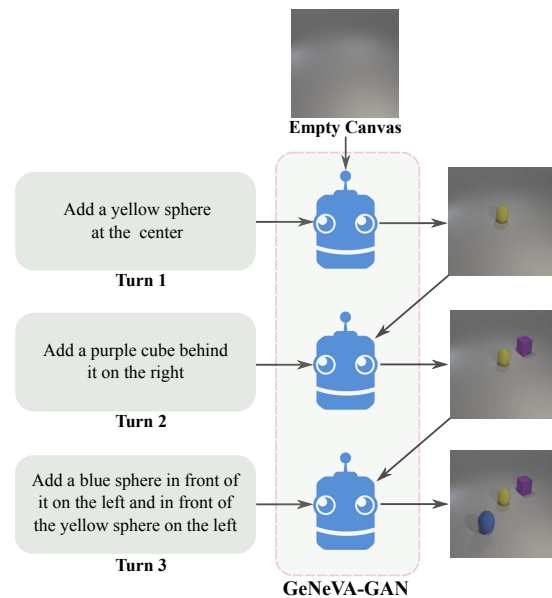 Empty Canvas
Add a yellow sphere
at the center
Turn 1
Add a purple cube behind
it on the right
Turn 2
Add a blue sphere in front of
it on the left and in front of
the yellow sphere on the left
Turn 3
GeNeVA-GAN